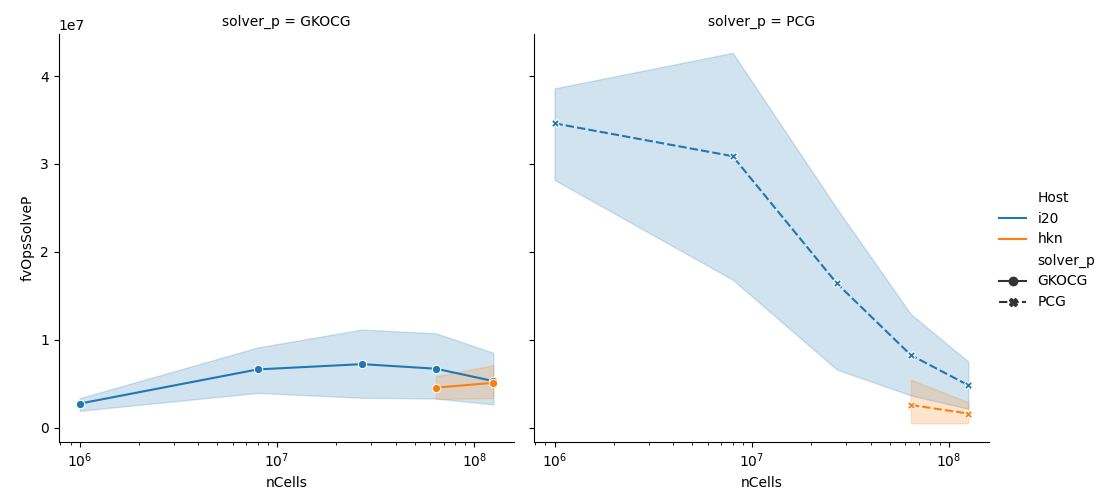 solver_p = GKOCG
solver_p = PCG
1e7
4
3
2
1
0
fvOpsSolveP
10^6
10^7
10^8
nCells
10^6
10^7
10^8
nCells
Host
i20
hkn
solver_p
GKOCG
PCG